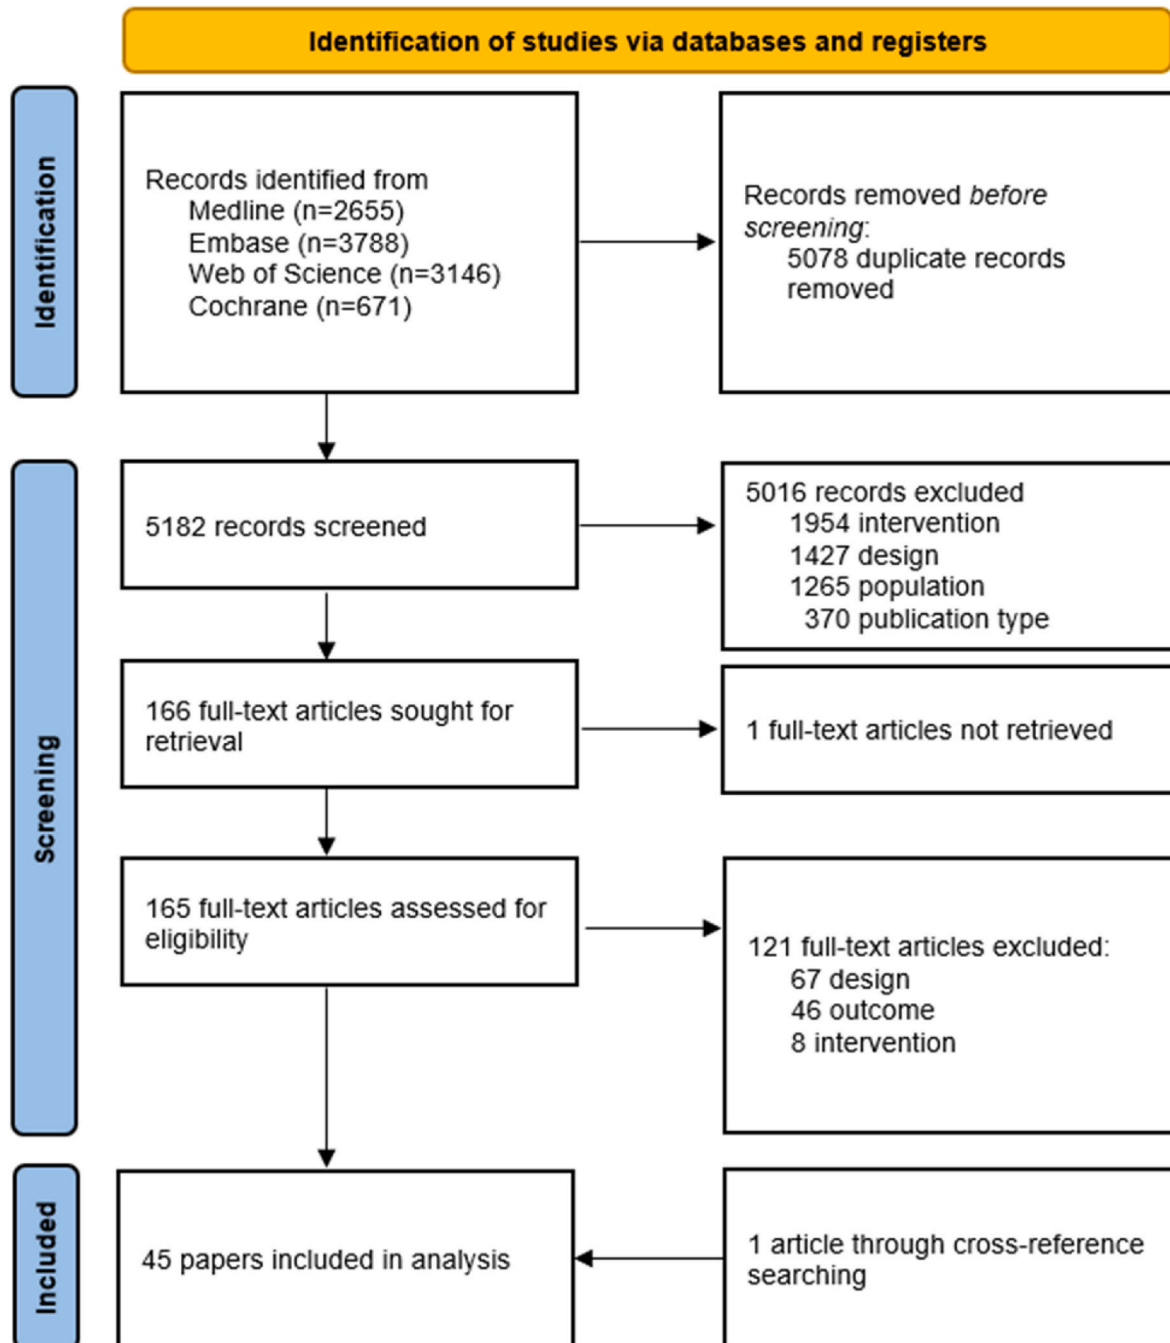 Identification of studies via databases and registers
Identification
Records identified from
Medline (n=2655)
Embase (n=3788)
Web of Science (n=3146)
Cochrane (n=671)
Records removed before
screening:
5078 duplicate records
removed
Screening
5182 records screened
5016 records excluded
1954 intervention
1427 design
1265 population
370 publication type
166 full-text articles sought for
retrieval
1 full-text articles not retrieved
165 full-text articles assessed for
eligibility
121 full-text articles excluded:
67 design
46 outcome
8 intervention
Included
45 papers included in analysis
1 article through cross-reference
searching